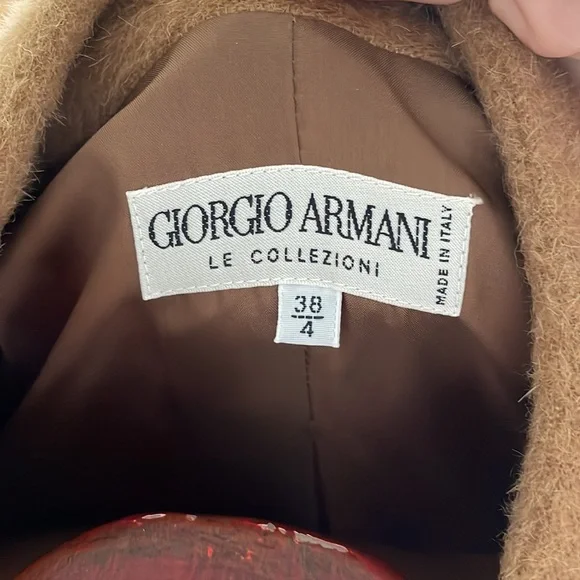 GIORGIO ARMANI
LE COLLEZIONI
MADE IN ITALY
38
4